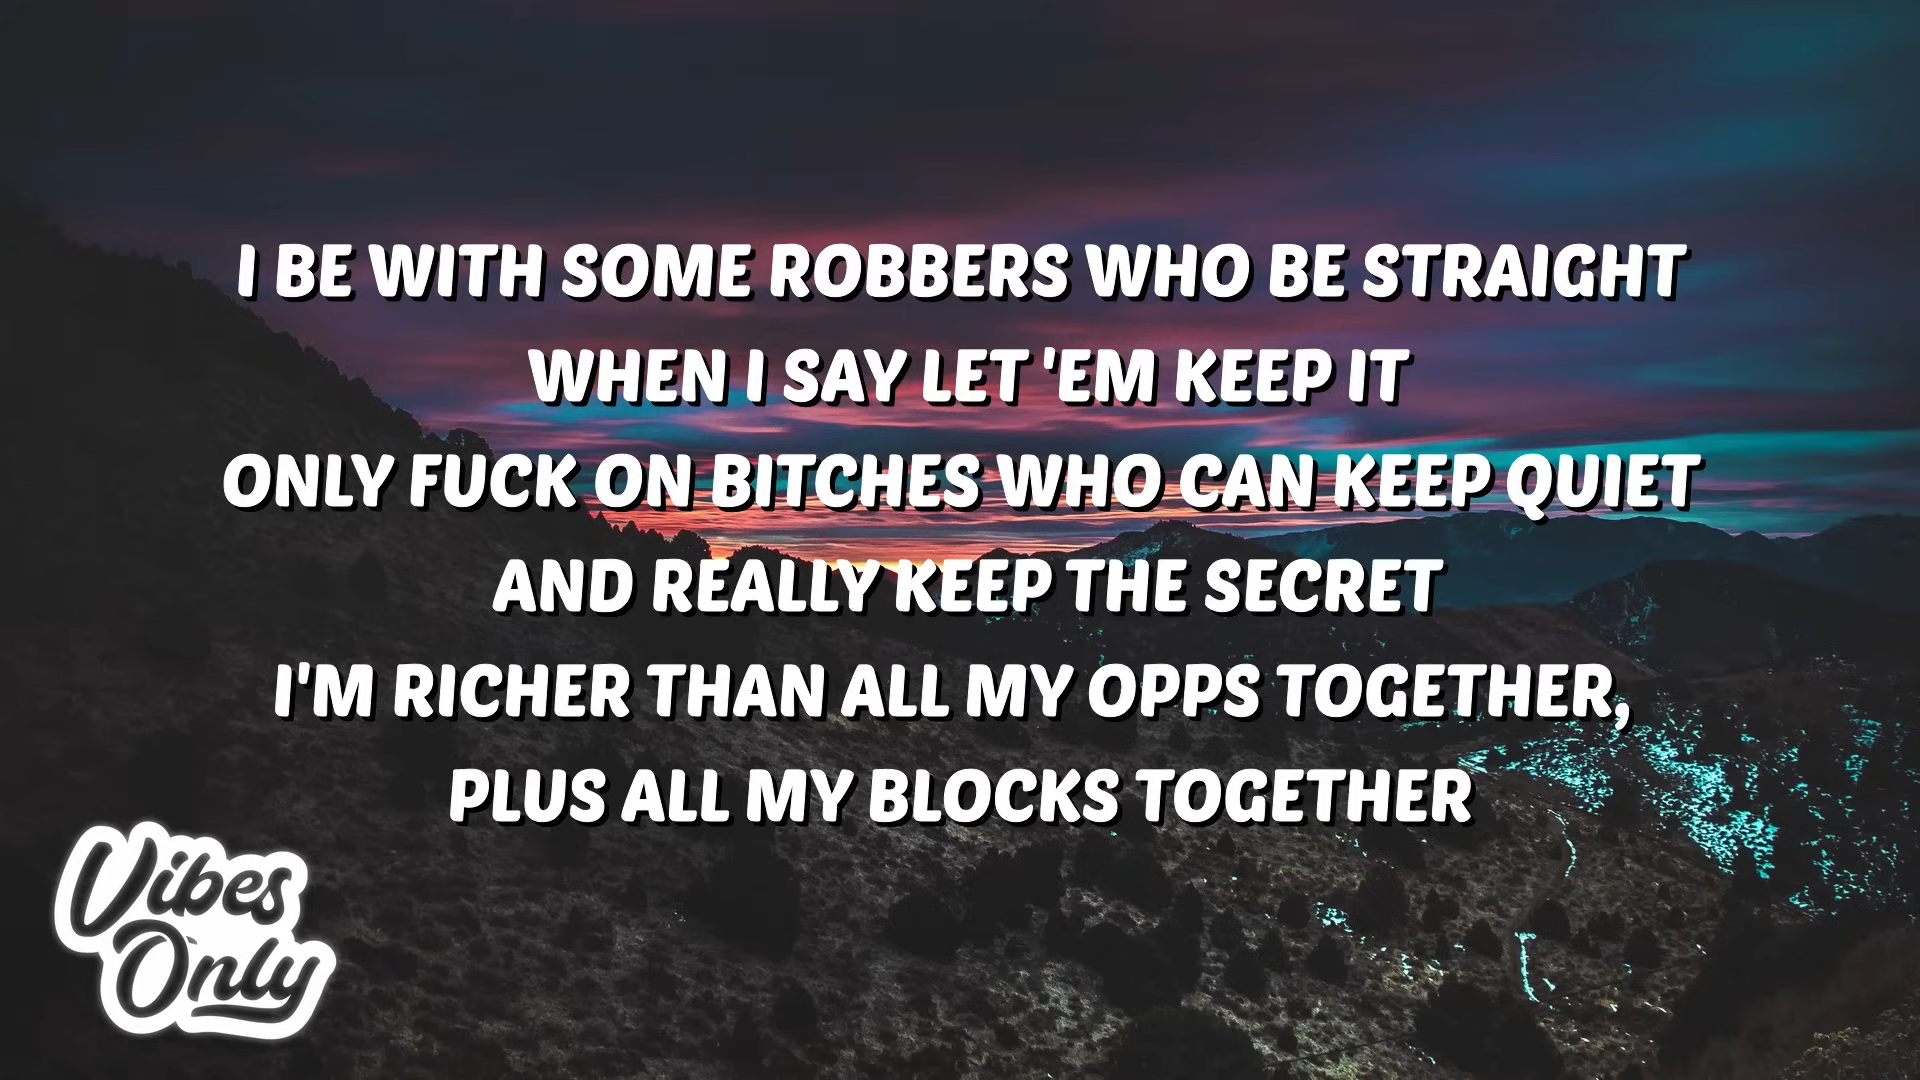 I BE WITH SOME ROBBERS WHO BE STRAIGHT
WHEN I SAY LET 'EM KEEP IT
ONLY FUCK ON BITCHES WHO CAN KEEP QUIET
AND REALLY KEEP THE SECRET
I'M RICHER THAN ALL MY OPPS TOGETHER,
PLUS ALL MY BLOCKS TOGETHER
Vibes
Only